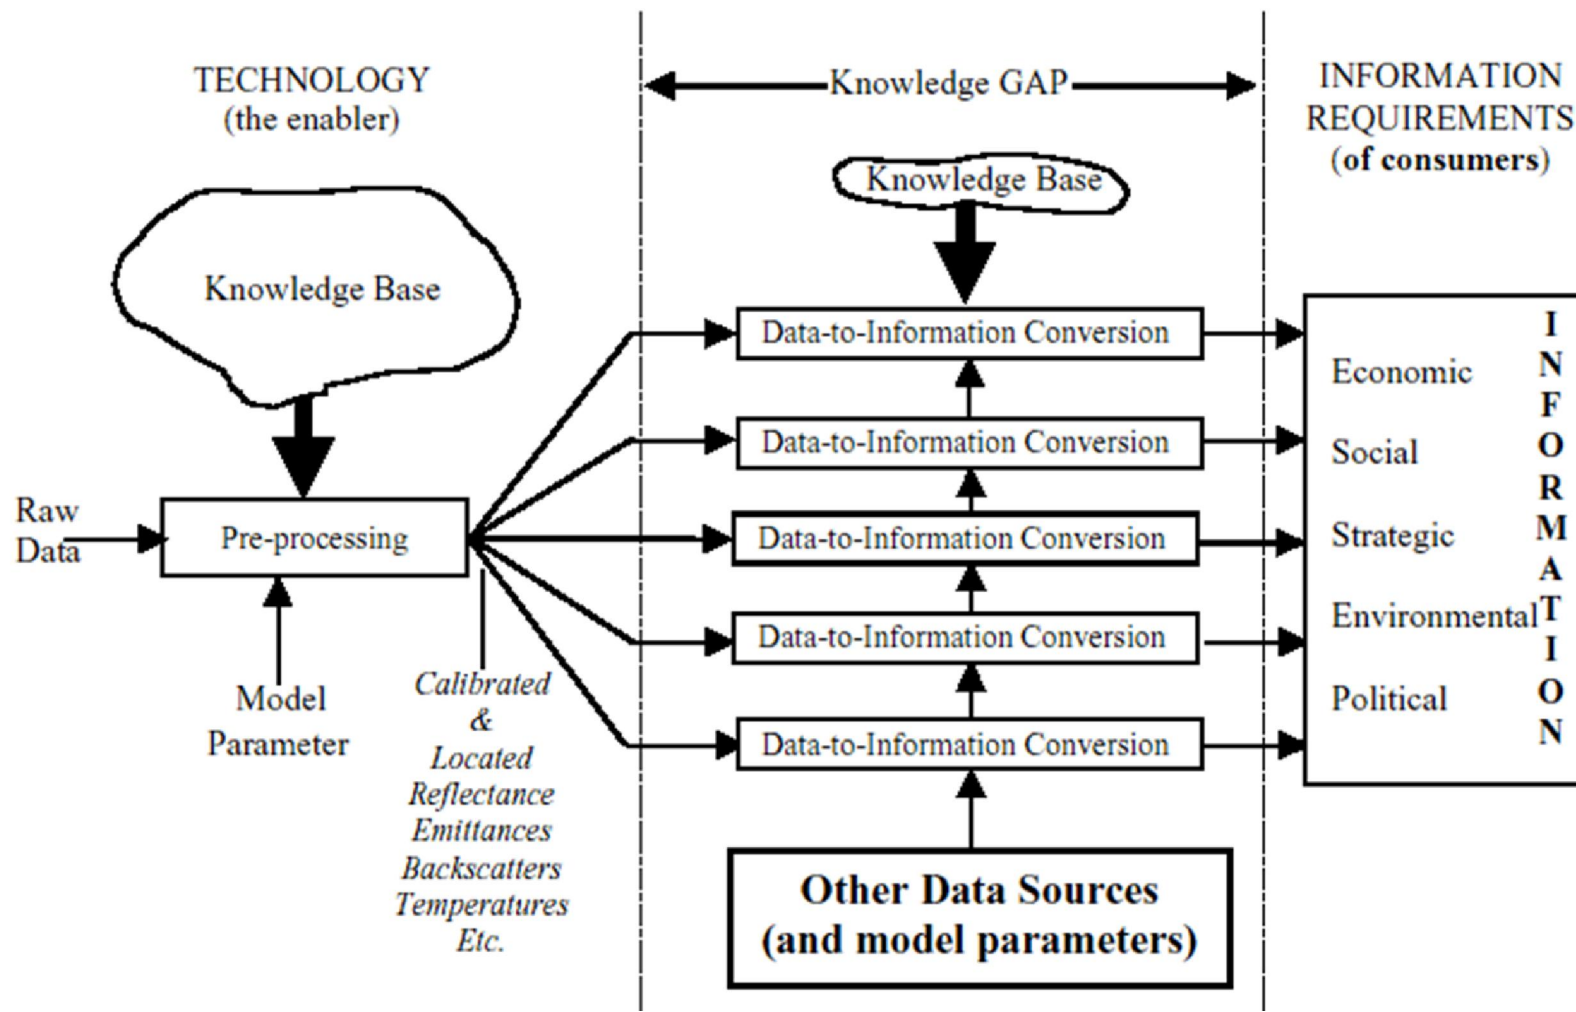 TECHNOLOGY
(the enabler)
Knowledge Base
Raw
Data
Pre-processing
Model
Parameter
Calibrated
&
Located
Reflectance
Emittances
Backscatters
Temperatures
Etc.
Knowledge GAP
Knowledge Base
Data-to-Information Conversion
Data-to-Information Conversion
Data-to-Information Conversion
Data-to-Information Conversion
Data-to-Information Conversion
Other Data Sources
(and model parameters)
INFORMATION
REQUIREMENTS
(of consumers)
Economic
Social
Strategic
Environmental
Political
INFORMATION